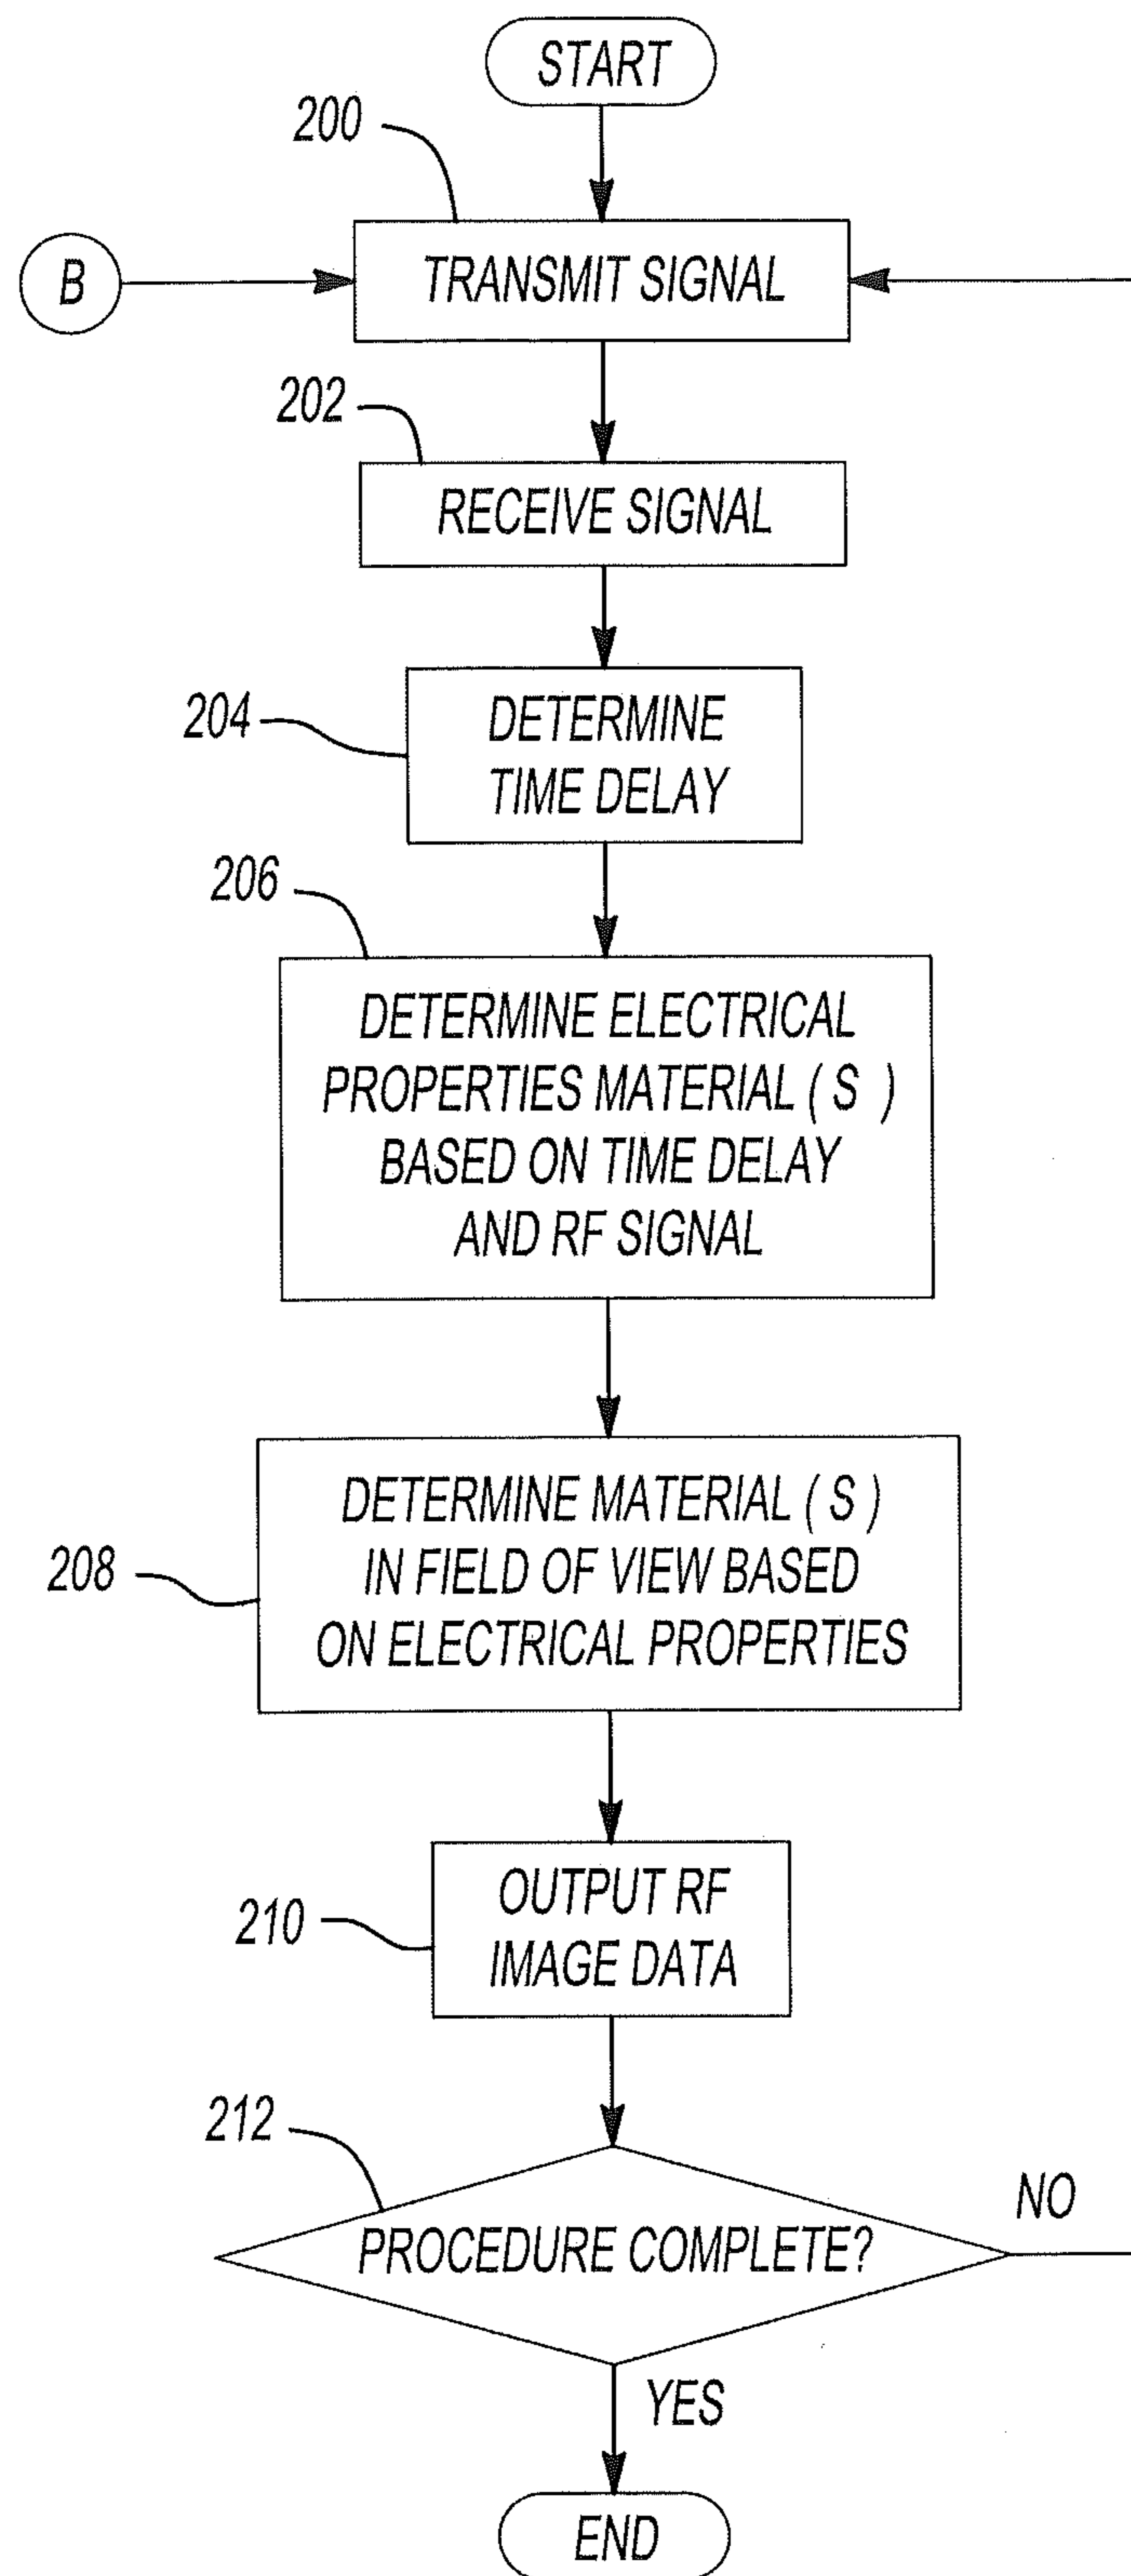 START
200
B
TRANSMIT SIGNAL
202
RECEIVE SIGNAL
204
DETERMINE
TIME DELAY
206
DETERMINE ELECTRICAL
PROPERTIES MATERIAL ( S )
BASED ON TIME DELAY
AND RF SIGNAL
208
DETERMINE MATERIAL ( S )
IN FIELD OF VIEW BASED
ON ELECTRICAL PROPERTIES
210
OUTPUT RF
IMAGE DATA
212
PROCEDURE COMPLETE?
NO
YES
END